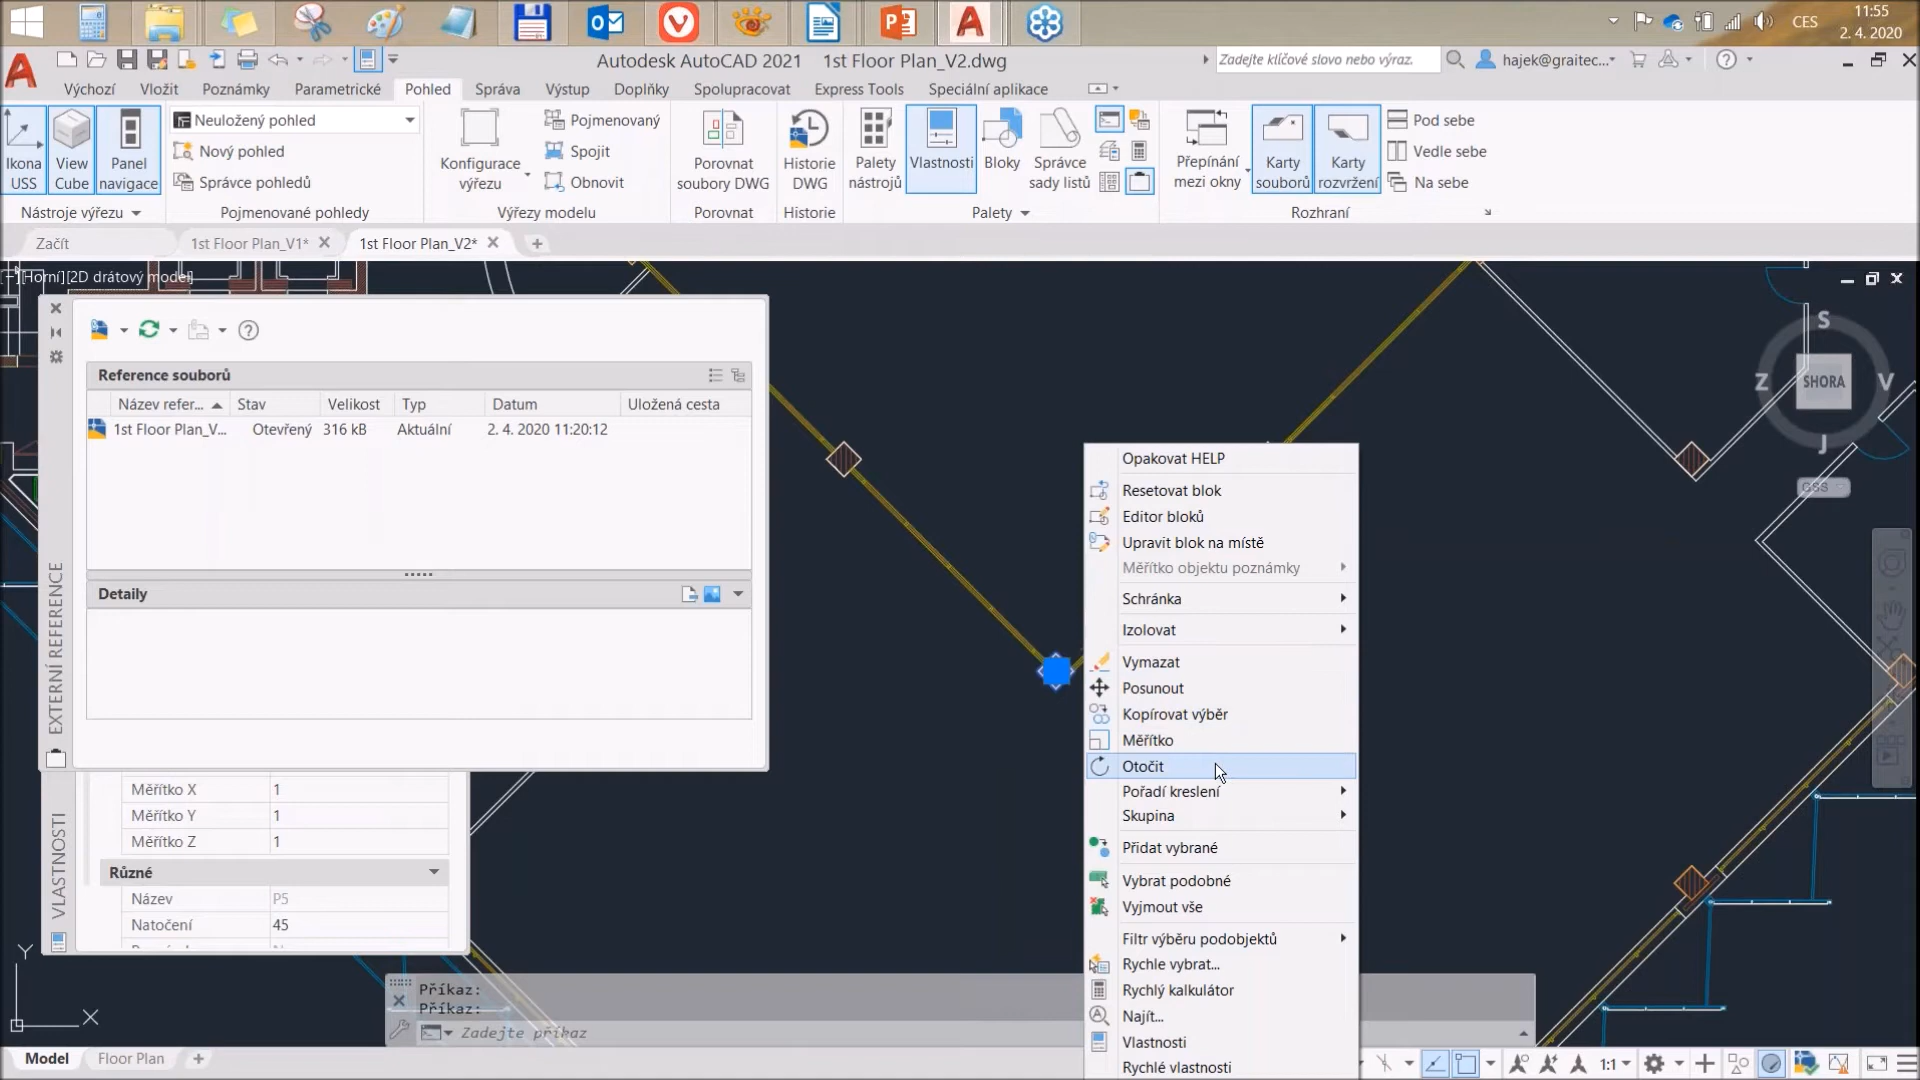 11:55
CES
2. 4. 2020
Autodesk AutoCAD 2021 1st Floor Plan_V2.dwg
Zadejte klíčové slovo nebo výraz.
hajek@graitec...
Výchozí Vložit Poznámky Parametrické Pohled Správa Výstup Doplňky Spolupracovat Express Tools Speciální aplikace
Ikona USS
View Cube
Panel navigace
Nástroje výřezu
Neuložený pohled
Nový pohled
Správce pohledů
Pojmenované pohledy
Konfigurace výřezu
Pojmenovaný
Spojit
Obnovit
Výřezy modelu
Porovnat soubory DWG
Porovnat
Historie DWG
Historie
Palety nástrojů
Vlastnosti
Bloky
Správce sady listů
Palety
Přepínání mezi okny
Karty souborů
Karty rozvržení
Pod sebe
Vedle sebe
Na sebe
Rozhraní
Začít 1st Floor Plan_V1* 1st Floor Plan_V2*
[−][Horní][2D drátový model]
EXTERNÍ REFERENCE
Reference souborů
Název refer... Stav Velikost Typ Datum Uložená cesta
1st Floor Plan_V... Otevřený 316 kB Aktuální 2. 4. 2020 11:20:12
Detaily
VLASTNOSTI
Měřítko X 1
Měřítko Y 1
Měřítko Z 1
Různé
Název P5
Natočení 45
Opakovat HELP
Resetovat blok
Editor bloků
Upravit blok na místě
Měřítko objektu poznámky
Schránka
Izolovat
Vymazat
Posunout
Kopírovat výběr
Měřítko
Otočit
Pořadí kreslení
Skupina
Přidat vybrané
Vybrat podobné
Vyjmout vše
Filtr výběru podobjektů
Rychle vybrat...
Rychlý kalkulátor
Najít...
Vlastnosti
Rychlé vlastnosti
S
Z SHORA V
J
GSS
Y
X
Příkaz:
Příkaz:
Zadejte příkaz
Model Floor Plan
1:1